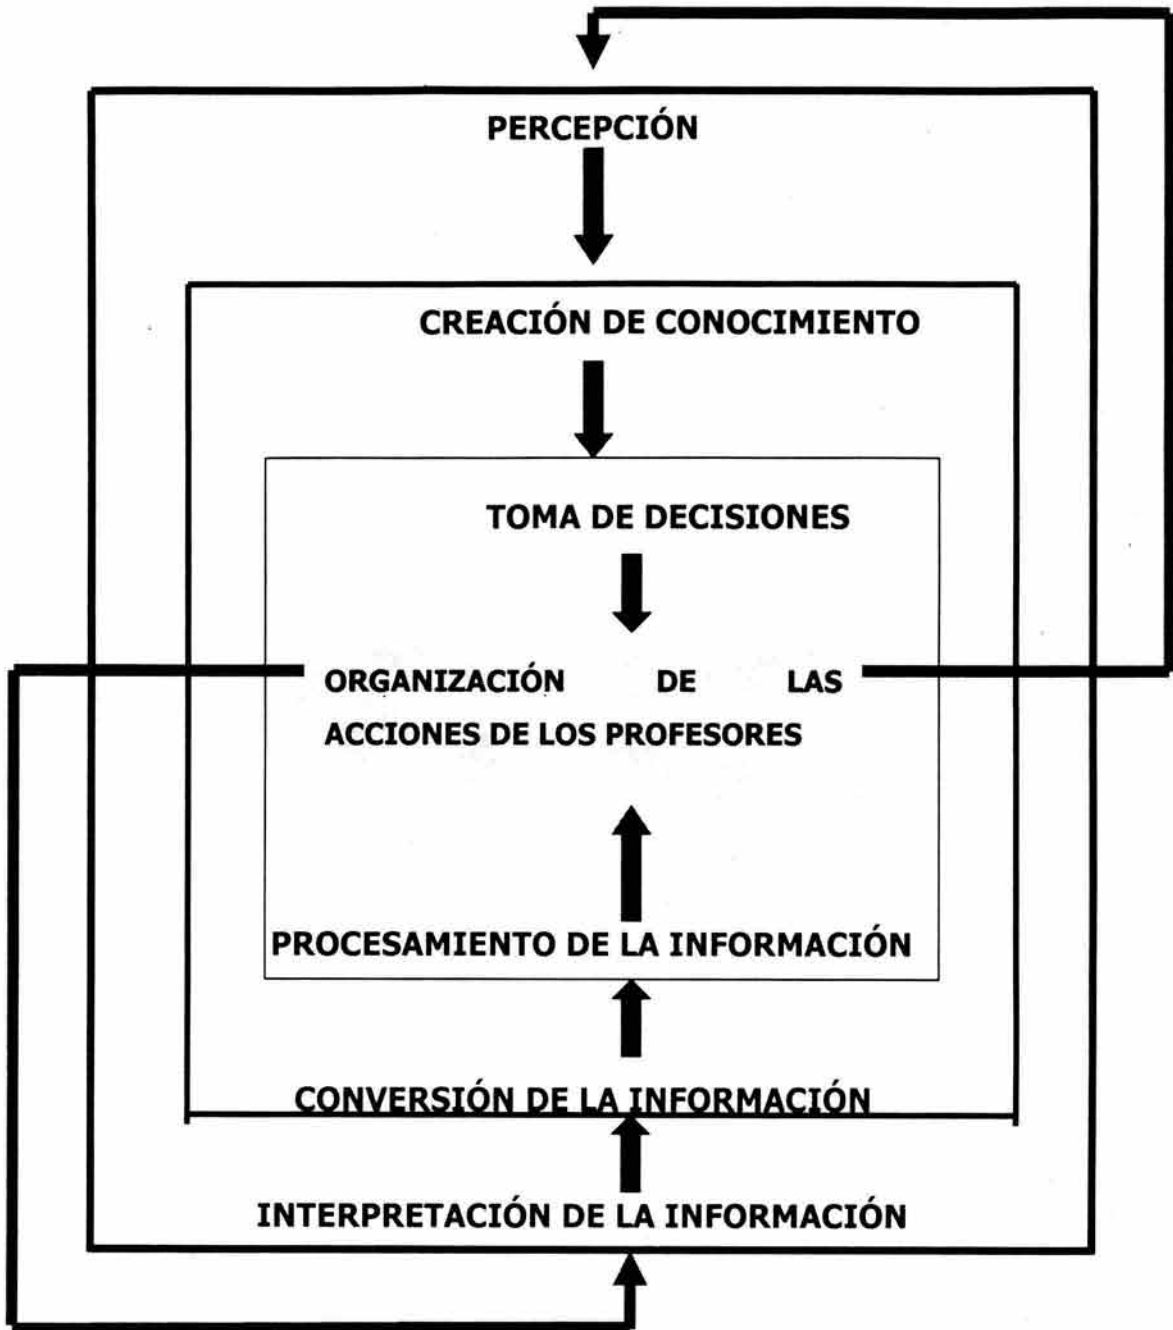 PERCEPCIÓN
CREACIÓN DE CONOCIMIENTO
TOMA DE DECISIONES
ORGANIZACIÓN DE LAS
ACCIONES DE LOS PROFESORES
PROCESAMIENTO DE LA INFORMACIÓN
CONVERSIÓN DE LA INFORMACIÓN
INTERPRETACIÓN DE LA INFORMACIÓN